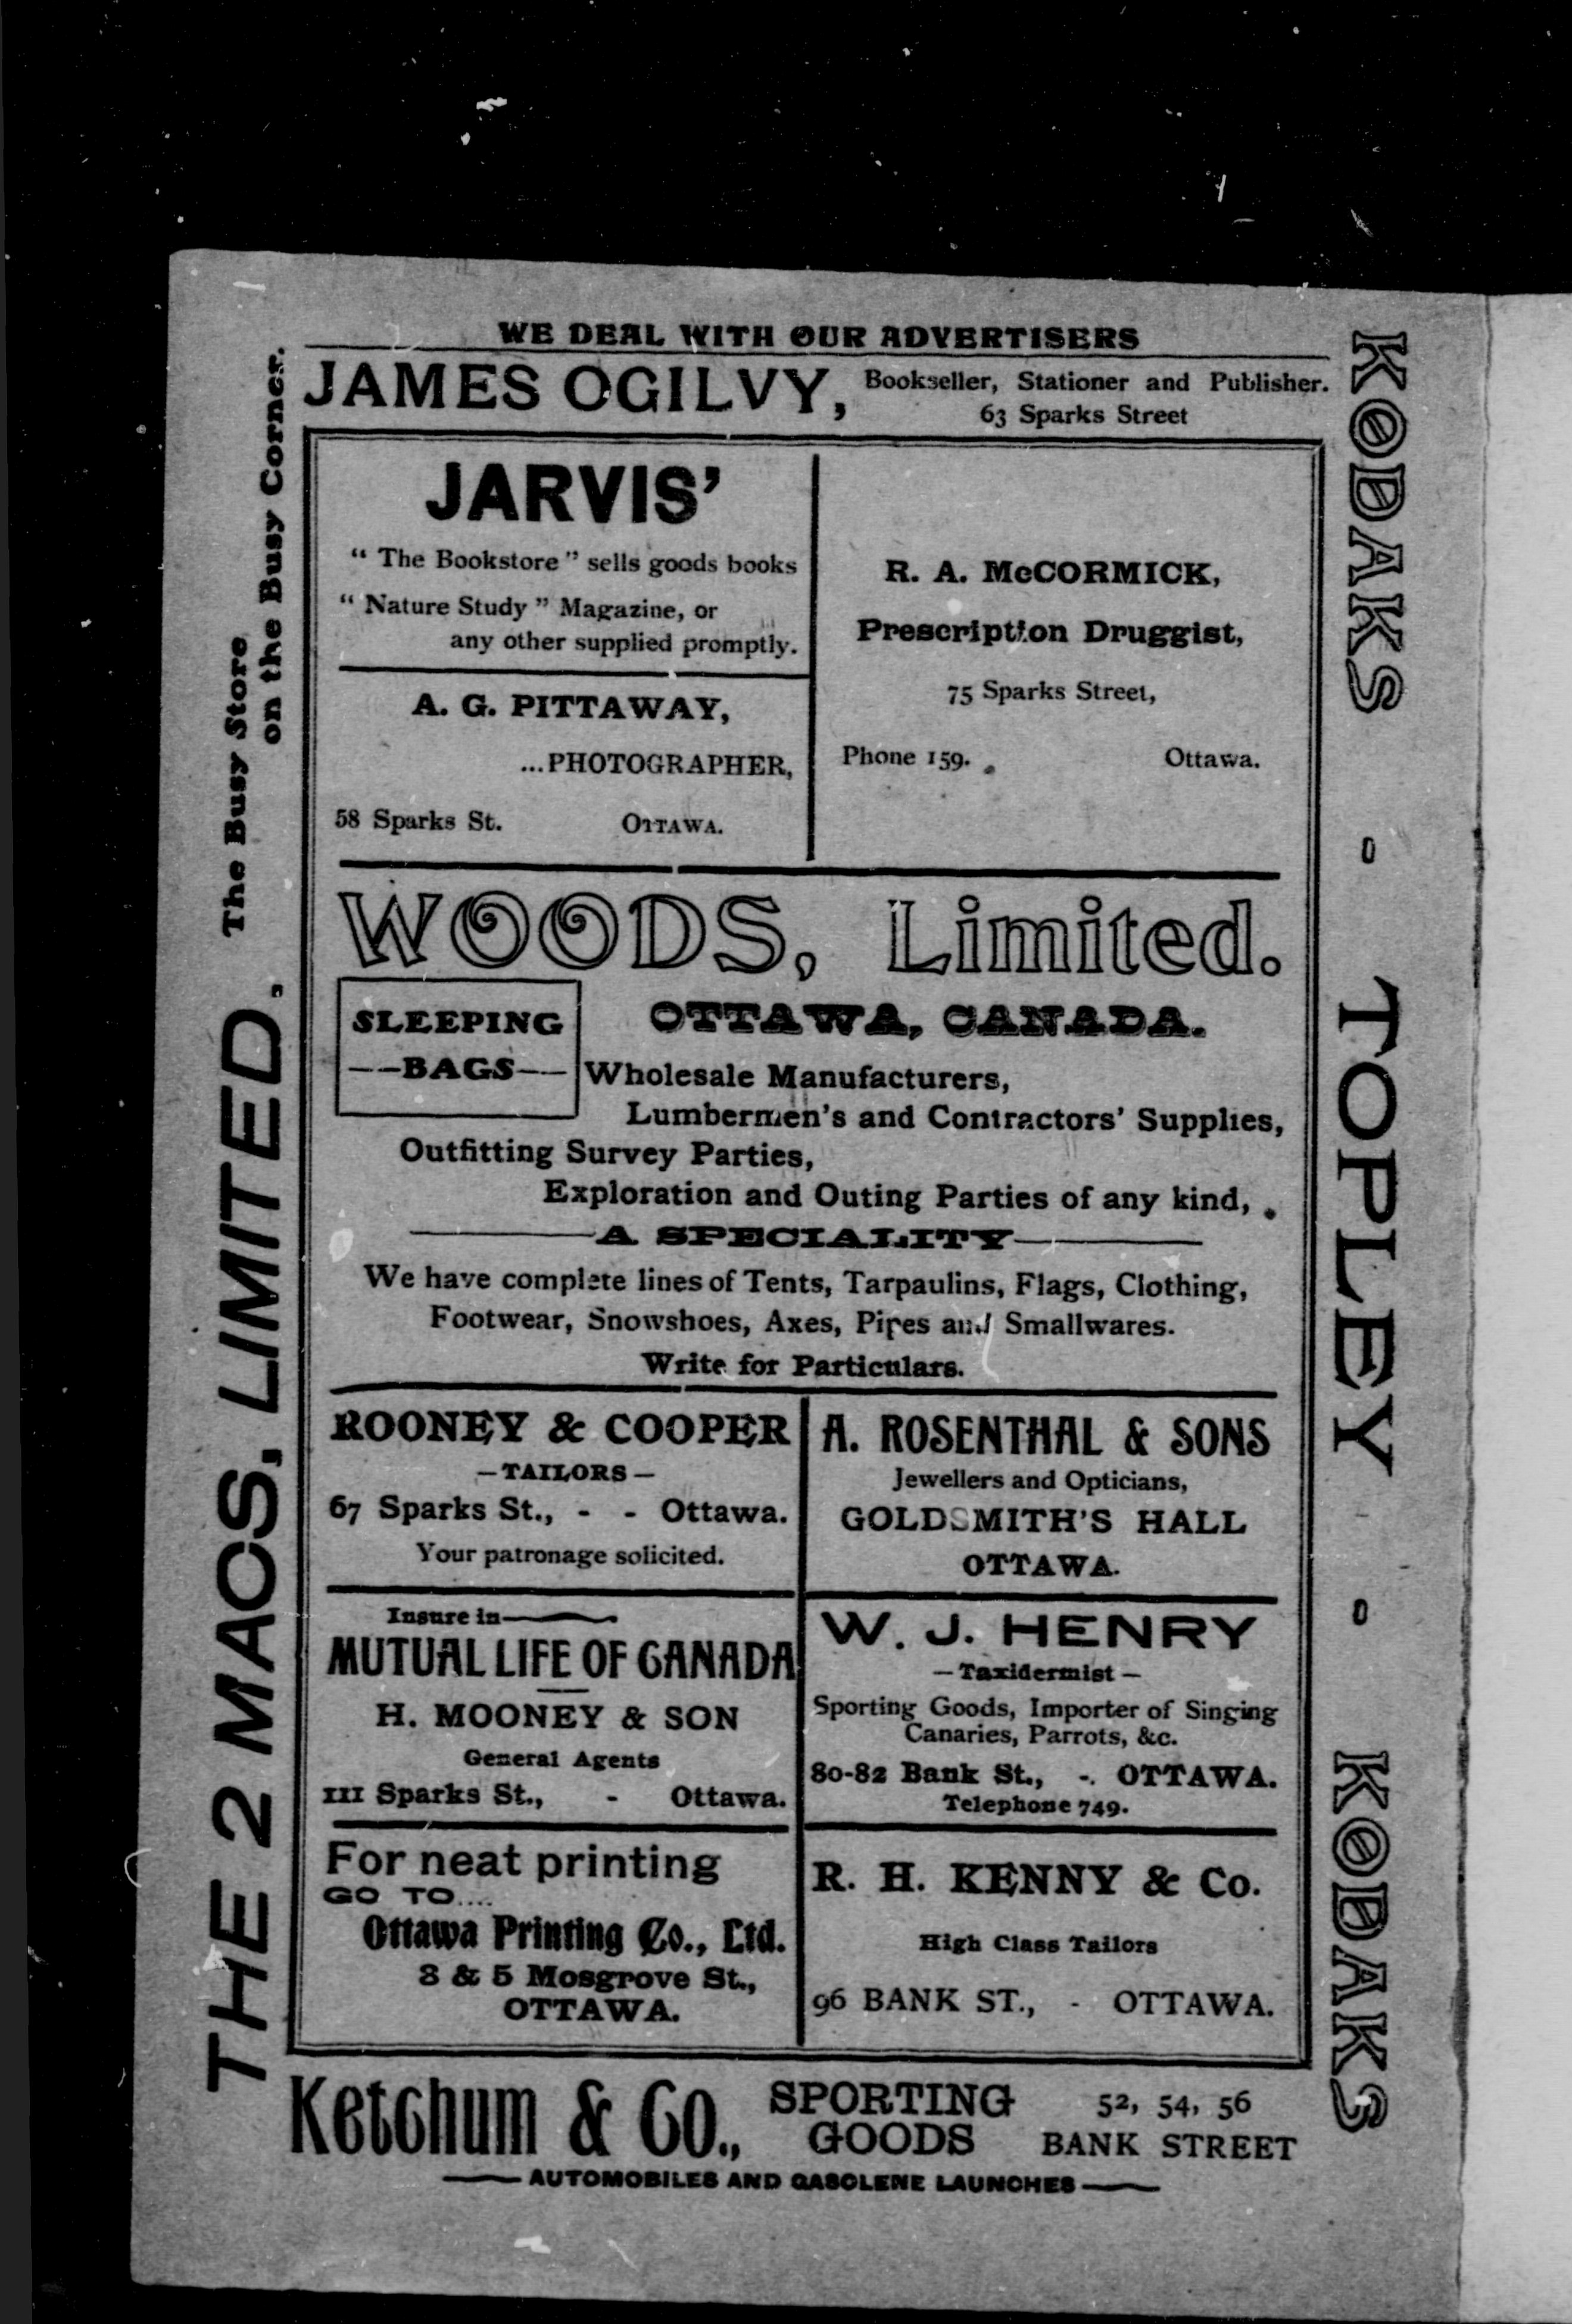 WE DEAL WITH OUR ADVERTISERS
JAMES OGILVY, Bookseller, Stationer and Publisher.
63 Sparks Street
JARVIS'
" The Bookstore " sells goods books
" Nature Study " Magazine, or
any other supplied promptly.
A. G. PITTAWAY,
...PHOTOGRAPHER,
58 Sparks St. OTTAWA.
R. A. McCORMICK,
Prescription Druggist,
75 Sparks Street,
Phone 159. Ottawa.
WOODS, Limited.
SLEEPING
——BAGS——
OTTAWA, CANADA.
Wholesale Manufacturers,
Lumbermen's and Contractors' Supplies,
Outfitting Survey Parties,
Exploration and Outing Parties of any kind,
A SPECIALITY
We have complete lines of Tents, Tarpaulins, Flags, Clothing,
Footwear, Snowshoes, Axes, Pipes and Smallwares.
Write for Particulars.
ROONEY & COOPER
—TAILORS—
67 Sparks St., - - Ottawa.
Your patronage solicited.
A. ROSENTHAL & SONS
Jewellers and Opticians,
GOLDSMITH'S HALL
OTTAWA.
Insure in
MUTUAL LIFE OF CANADA
H. MOONEY & SON
General Agents
111 Sparks St., - Ottawa.
W. J. HENRY
—Taxidermist—
Sporting Goods, Importer of Singing
Canaries, Parrots, &c.
80-82 Bank St., -. OTTAWA.
Telephone 749.
For neat printing
GO TO....
Ottawa Printing Co., Ltd.
3 & 5 Mosgrove St.,
OTTAWA.
R. H. KENNY & Co.
High Class Tailors
96 BANK ST., - OTTAWA.
Ketchum & Co., SPORTING GOODS 52, 54, 56 BANK STREET
AUTOMOBILES AND GASOLENE LAUNCHES
THE 2 MACS, LIMITED.
The Busy Store
on the Busy Corner.
KODAKS - TOPLEY - KODAKS